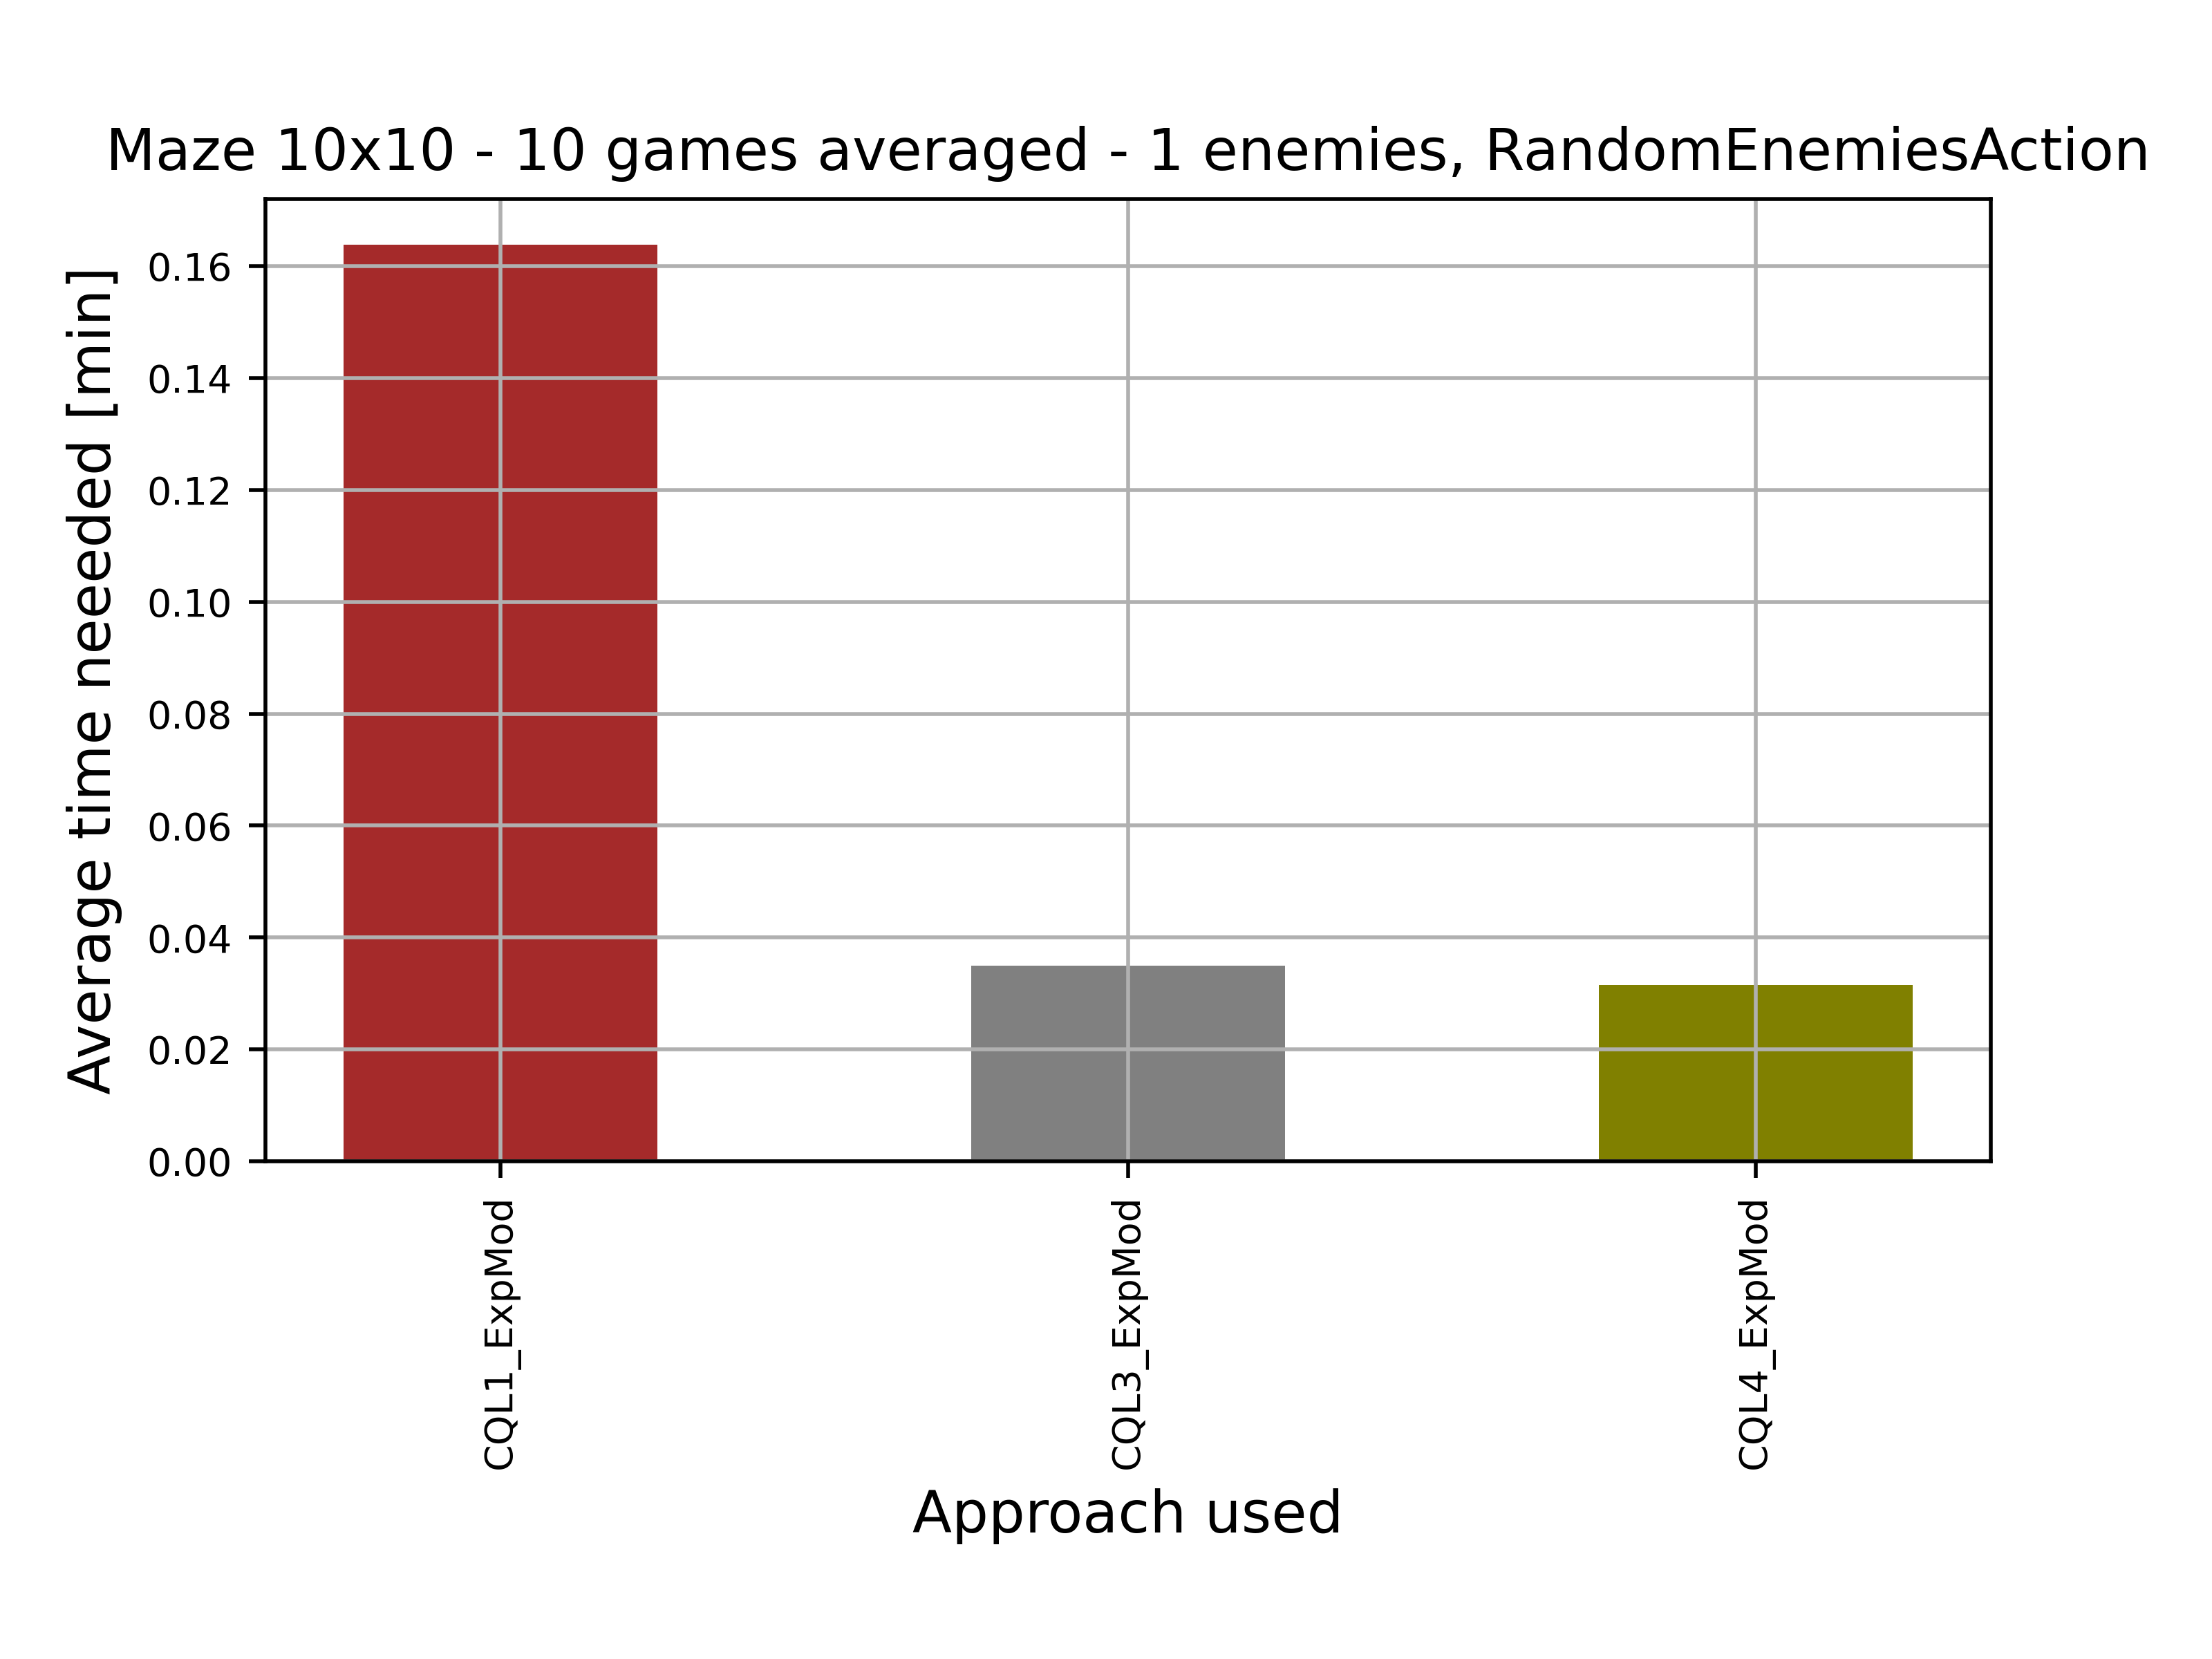 Maze 10x10 - 10 games averaged - 1 enemies, RandomEnemiesAction
Average time needed [min]
0.16
0.14
0.12
0.10
0.08
0.06
0.04
0.02
0.00
CQL1_ExpMod
CQL3_ExpMod
CQL4_ExpMod
Approach used